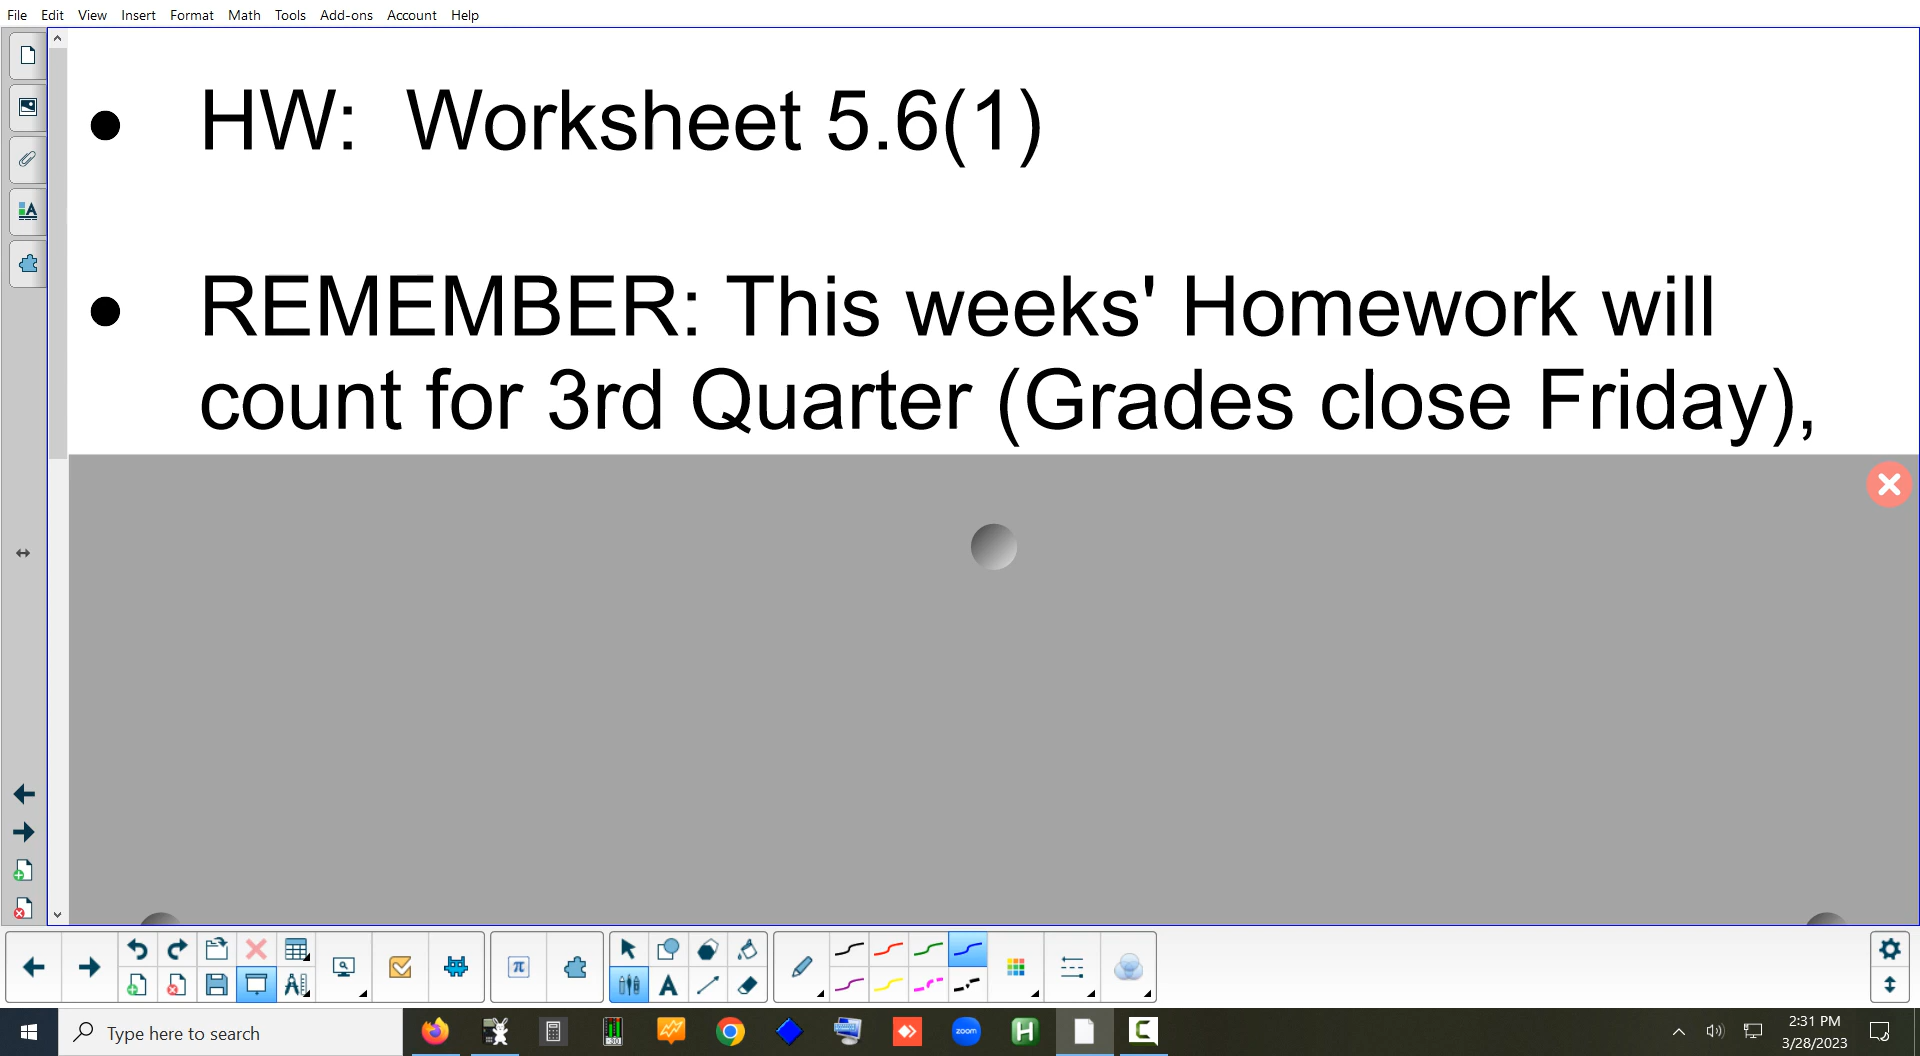 File Edit View Insert Format Math Tools Add-ons Account Help
• HW: Worksheet 5.6(1)
• REMEMBER: This weeks' Homework will
count for 3rd Quarter (Grades close Friday),
Type here to search
zoom
2:31 PM
3/28/2023